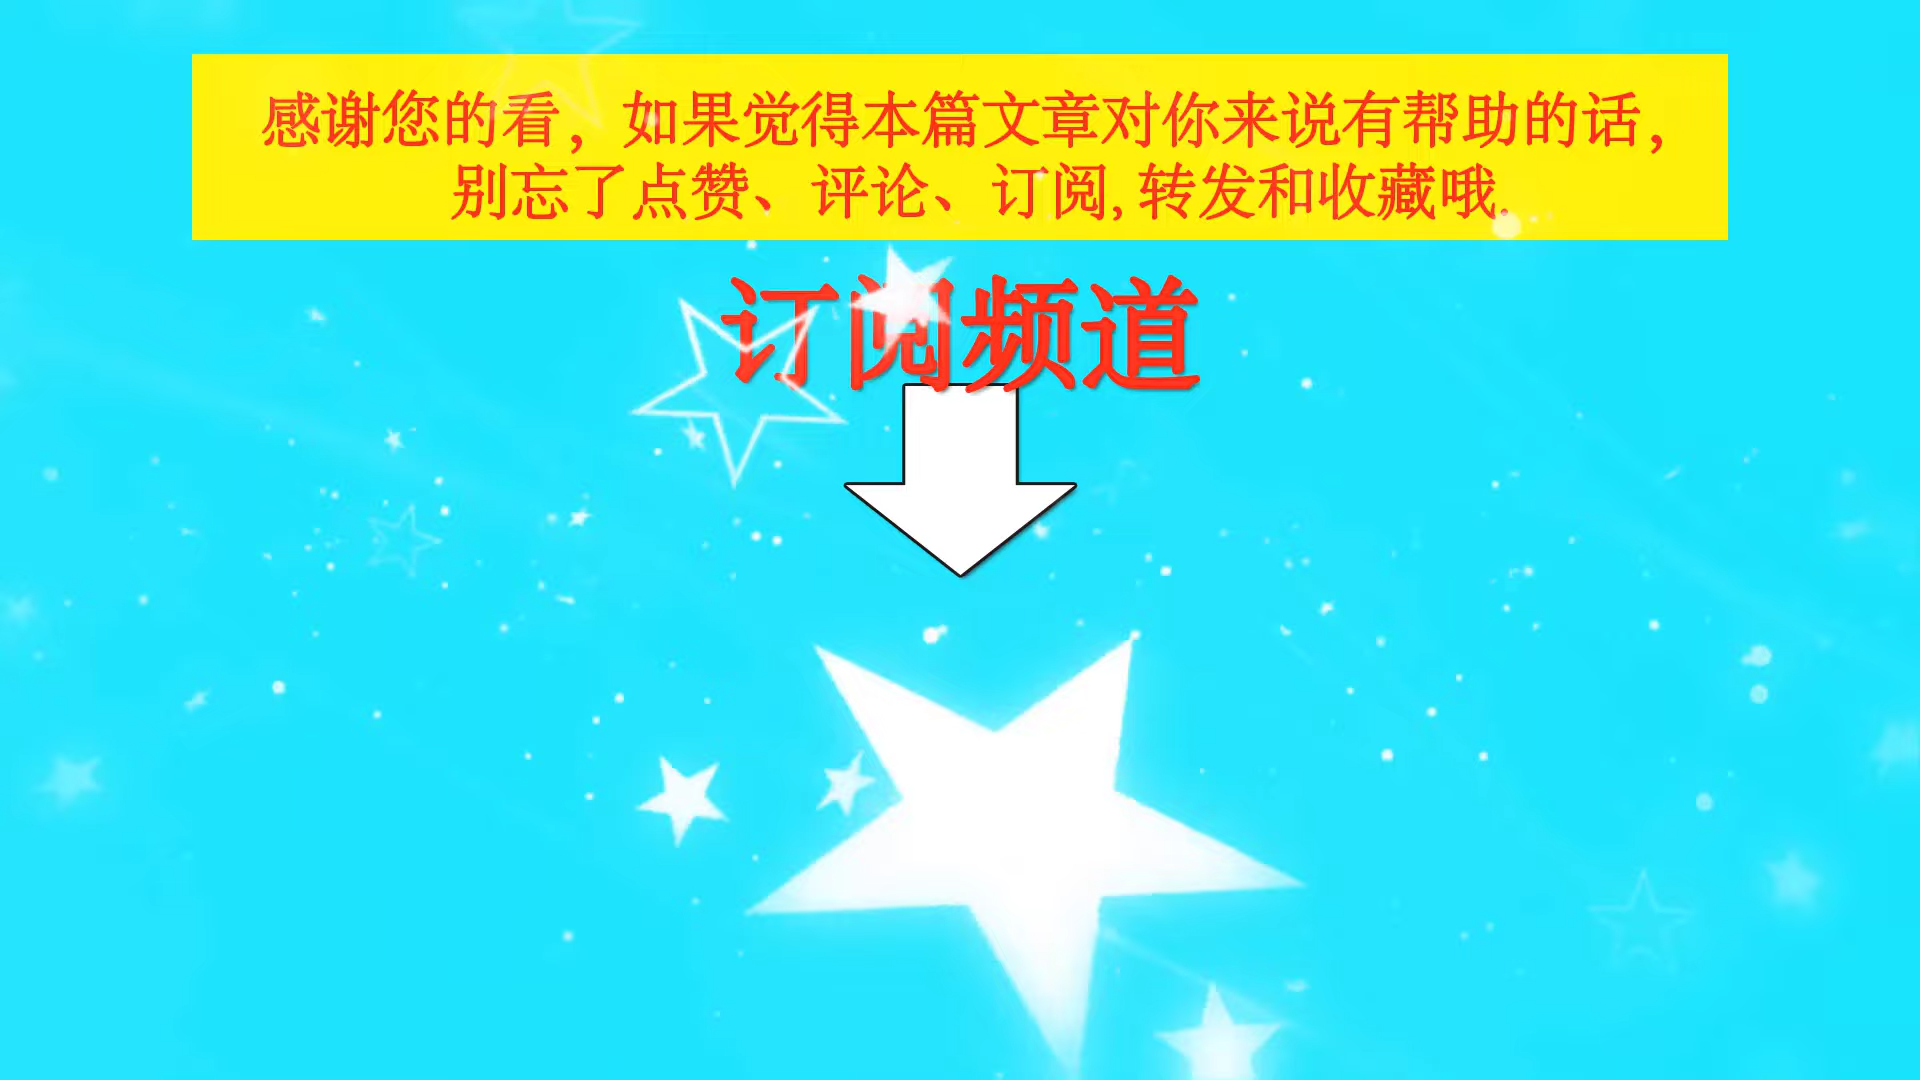 感谢您的看，如果觉得本篇文章对你来说有帮助的话，
别忘了点赞、评论、订阅,转发和收藏哦.
订阅频道